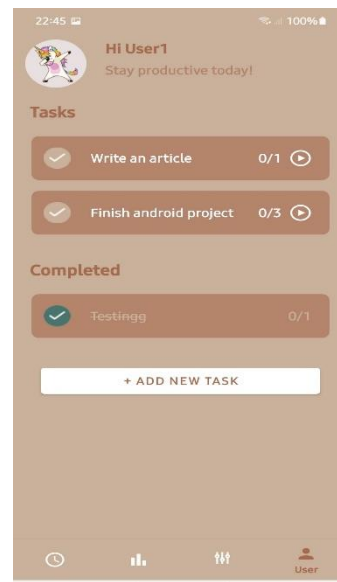 22:45 100%
Hi User1
Stay productive today!
Tasks
Write an article 0/1
Finish android project 0/3
Completed
Testingg 0/1
+ ADD NEW TASK
User